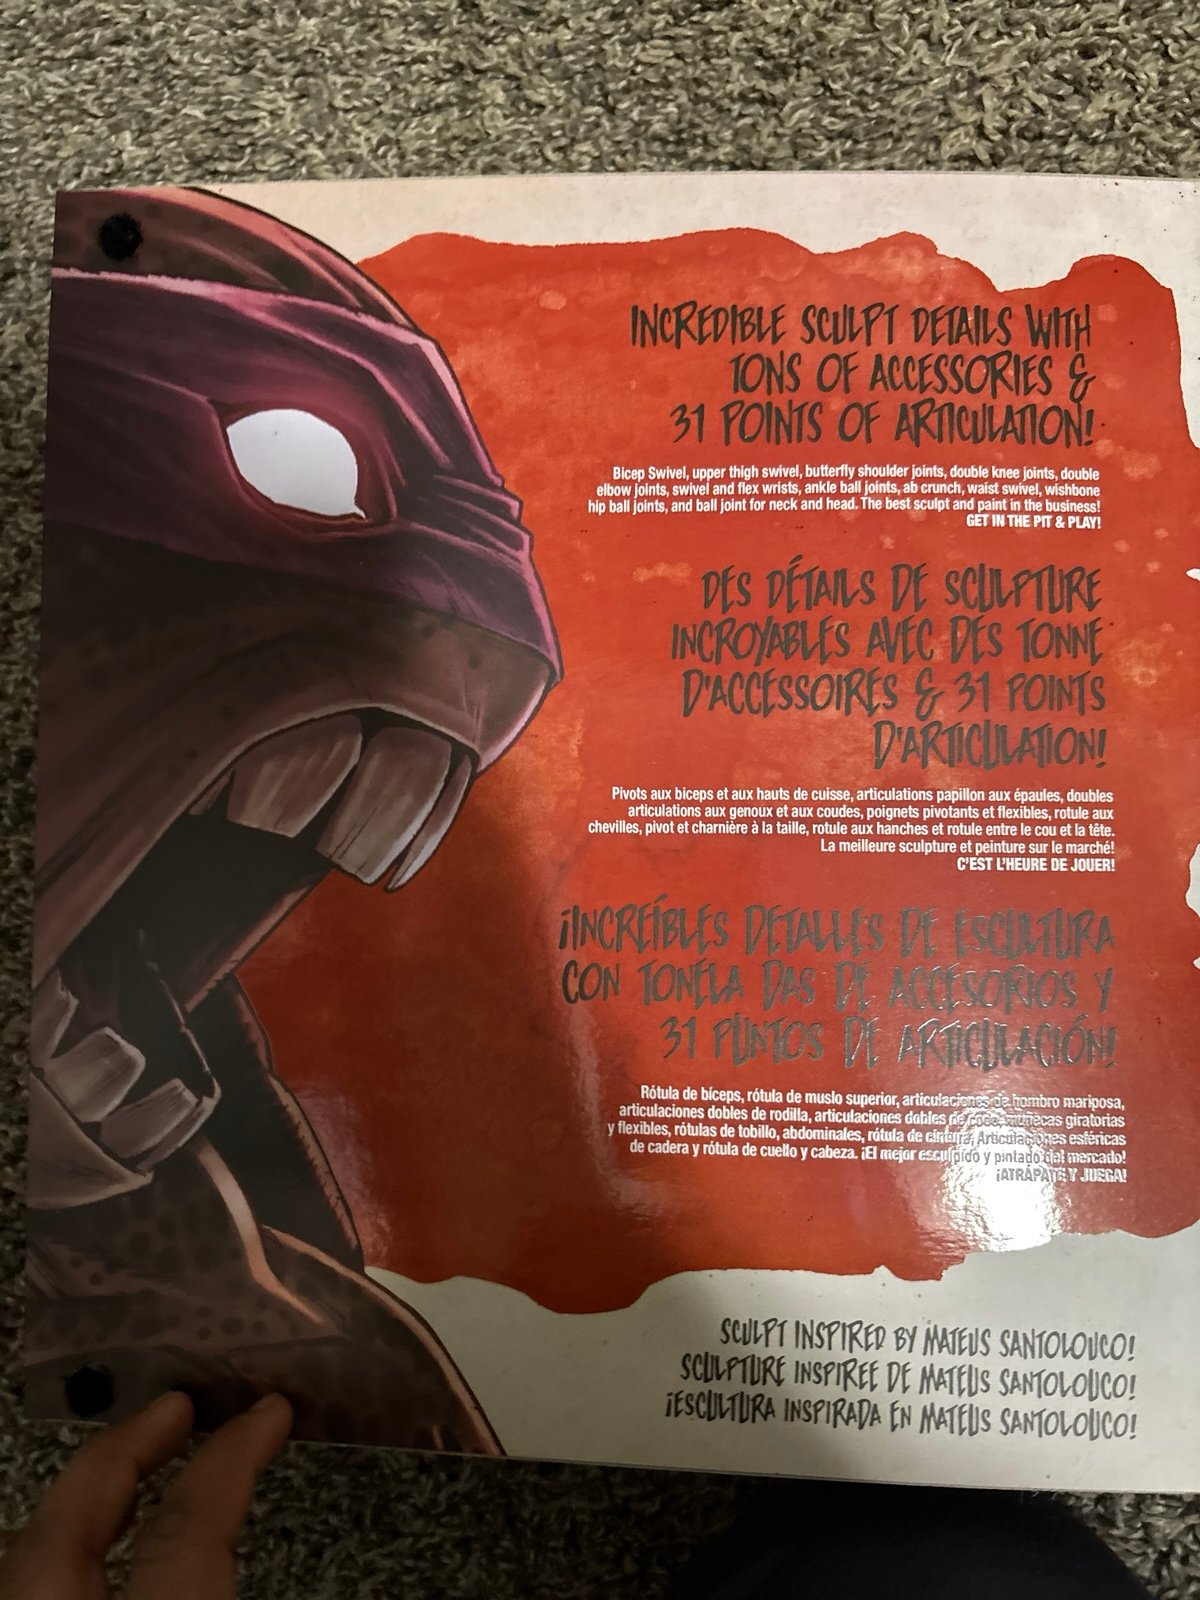 INCREDIBLE SCULPT DETAILS WITH
TONS OF ACCESSORIES &
31 POINTS OF ARTICULATION!
Bicep Swivel, upper thigh swivel, butterfly shoulder joints, double knee joints, double
elbow joints, swivel and flex wrists, ankle ball joints, ab crunch, waist swivel, wishbone
hip ball joints, and ball joint for neck and head. The best sculpt and paint in the business!
GET IN THE PIT & PLAY!
DES DÉTAILS DE SCULPTURE
INCROYABLES AVEC DES TONNE
D'ACCESSOIRES & 31 POINTS
D'ARTICULATION!
Pivots aux biceps et aux hauts de cuisse, articulations papillon aux épaules, doubles
articulations aux genoux et aux coudes, poignets pivotants et flexibles, rotule aux
chevilles, pivot et charnière à la taille, rotule aux hanches et rotule entre le cou et la tête.
La meilleure sculpture et peinture sur le marché!
C'EST L'HEURE DE JOUER!
¡INCREÍBLES DETALLES DE ESCULTURA
CON TONELA DAS DE ACCESORIOS Y
31 PUNTOS DE ARTICULACIÓN!
Rótula de bíceps, rótula de muslo superior, articulaciones de hombro mariposa,
articulaciones dobles de rodilla, articulaciones dobles de codo, muñecas giratorias
y flexibles, rótulas de tobillo, abdominales, rótula de cintura, Articulaciones esféricas
de cadera y rótula de cuello y cabeza. ¡El mejor esculpido y pintado del mercado!
¡ATRÁPATE Y JUEGA!
SCULPT INSPIRED BY MATEUS SANTOLOUCO!
SCULPTURE INSPIREE DE MATEUS SANTOLOUCO!
¡ESCULTURA INSPIRADA EN MATEUS SANTOLOUCO!